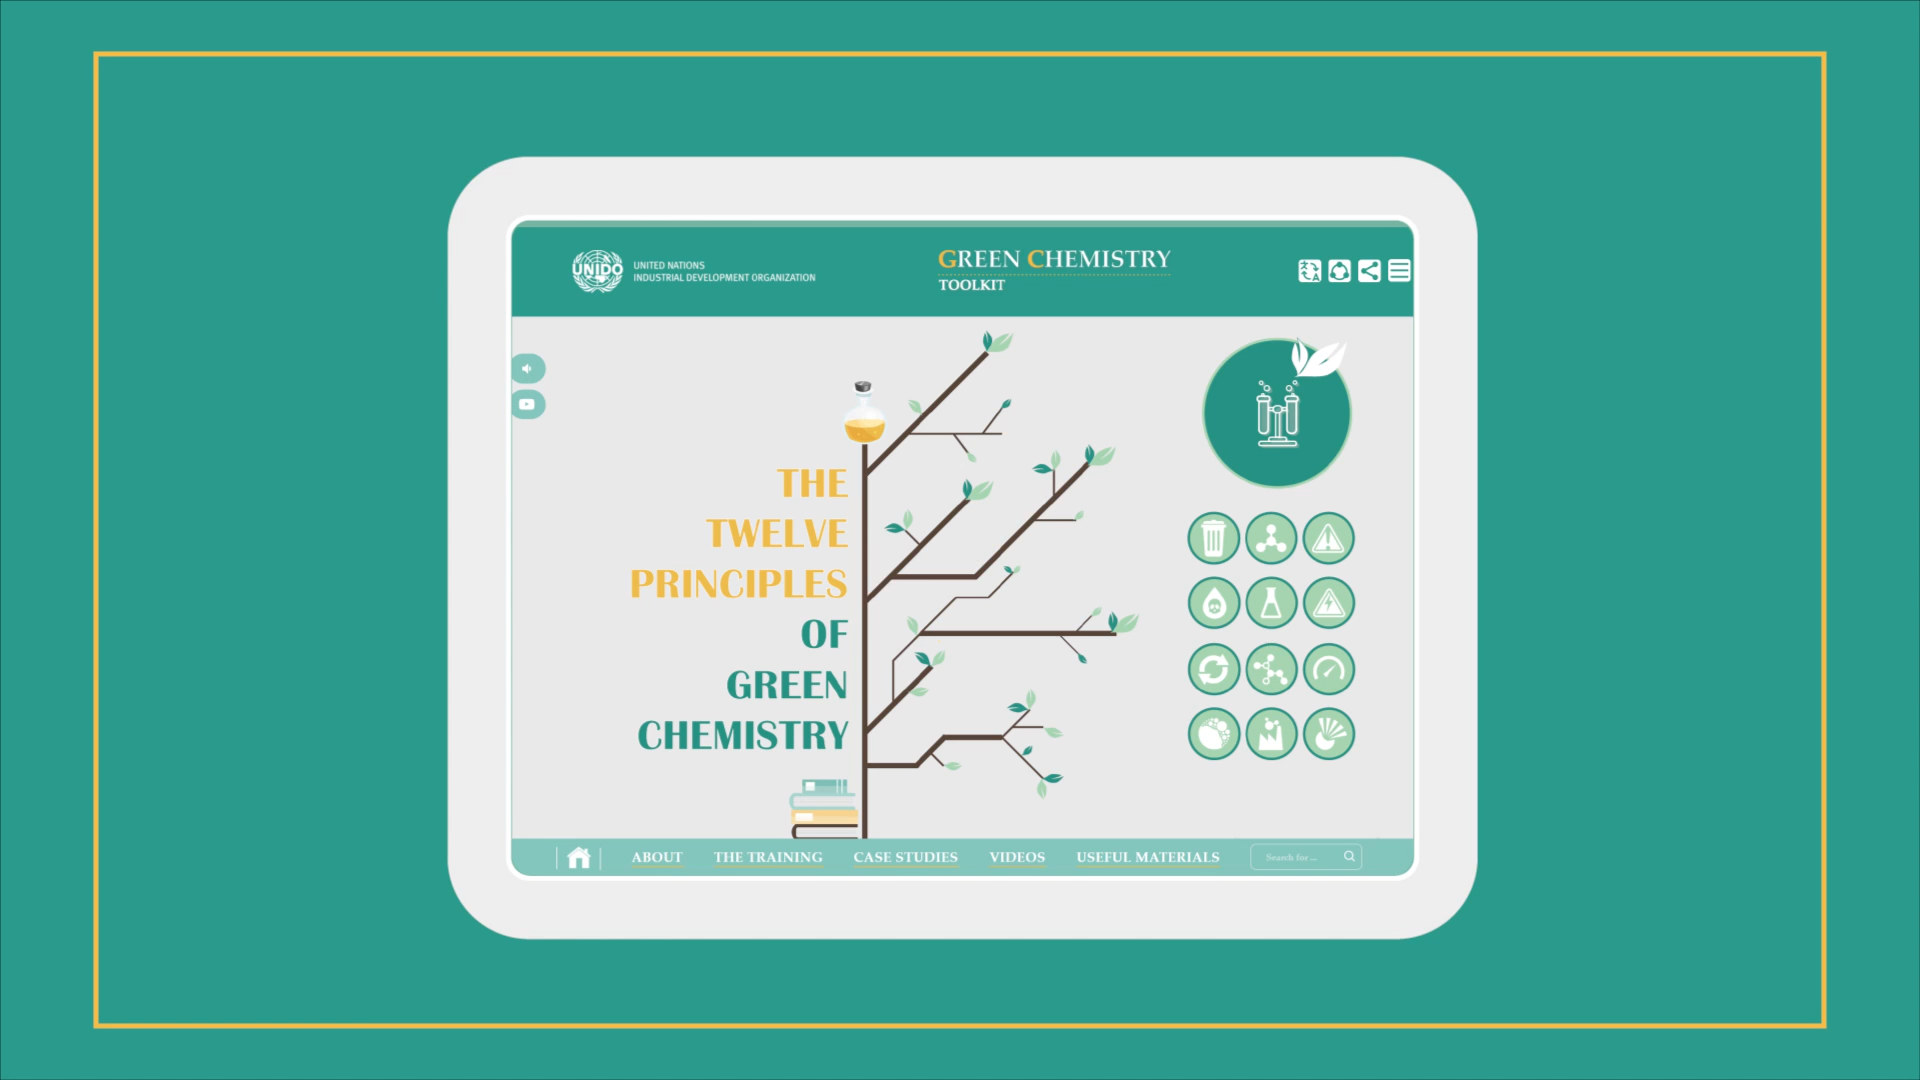 UNIDO
UNITED NATIONS
INDUSTRIAL DEVELOPMENT ORGANIZATION
GREEN CHEMISTRY
TOOLKIT
THE
TWELVE
PRINCIPLES
OF
GREEN
CHEMISTRY
ABOUT THE TRAINING CASE STUDIES VIDEOS USEFUL MATERIALS Search for ...